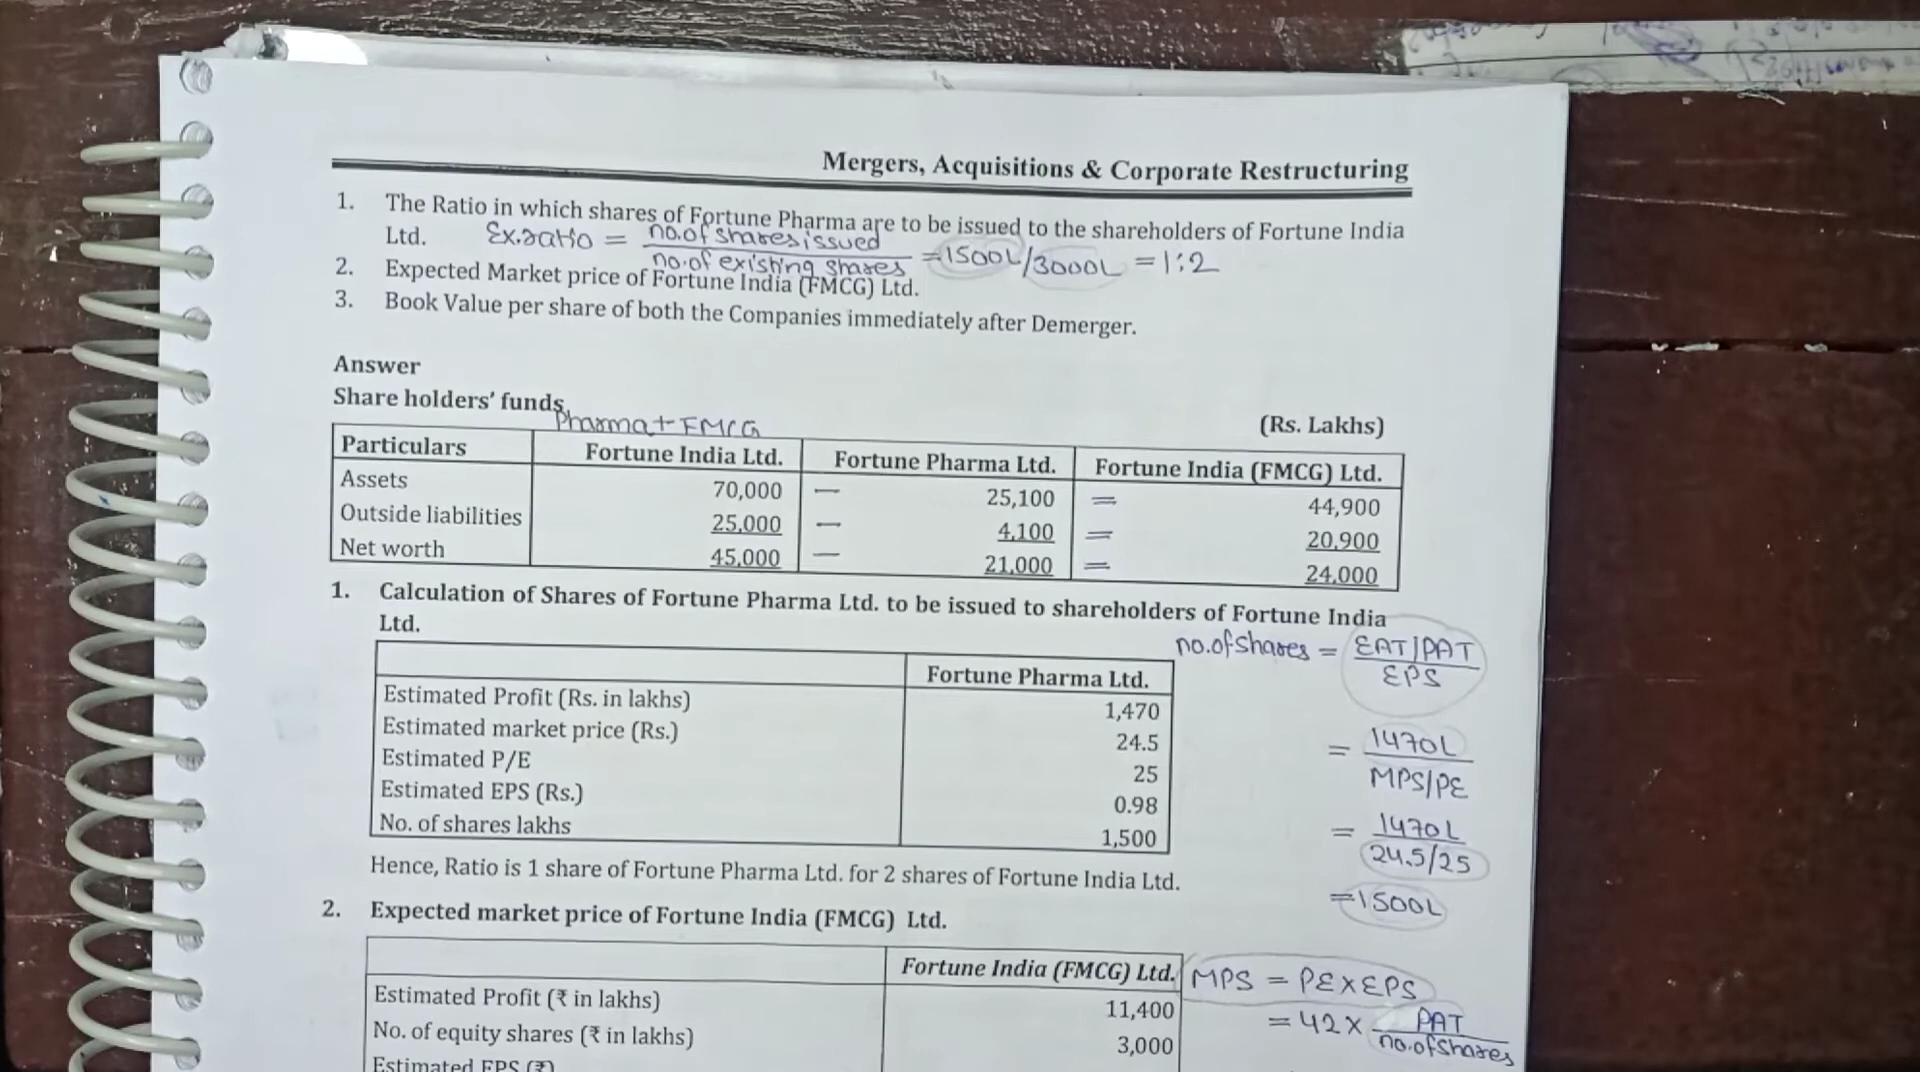 Mergers, Acquisitions & Corporate Restructuring
1. The Ratio in which shares of Fortune Pharma are to be issued to the shareholders of Fortune India
Ltd. Ex.ratio = no.of shares issued / no.of existing shares = 1500L/3000L = 1:2
2. Expected Market price of Fortune India (FMCG) Ltd.
3. Book Value per share of both the Companies immediately after Demerger.
Answer
Share holders' funds
Pharma + FMCG (Rs. Lakhs)
Particulars Fortune India Ltd. Fortune Pharma Ltd. Fortune India (FMCG) Ltd.
Assets 70,000 — 25,100 = 44,900
Outside liabilities 25,000 — 4,100 = 20,900
Net worth 45,000 — 21,000 = 24,000
1. Calculation of Shares of Fortune Pharma Ltd. to be issued to shareholders of Fortune India
Ltd.
no.of shares = EAT|PAT / EPS
Fortune Pharma Ltd.
Estimated Profit (Rs. in lakhs) 1,470
Estimated market price (Rs.) 24.5
Estimated P/E 25
Estimated EPS (Rs.) 0.98
No. of shares lakhs 1,500
= 1470L / MPS/PE
= 1470L / 24.5/25
= 1500L
Hence, Ratio is 1 share of Fortune Pharma Ltd. for 2 shares of Fortune India Ltd.
2. Expected market price of Fortune India (FMCG) Ltd.
Fortune India (FMCG) Ltd. MPS = PE x EPS
Estimated Profit (₹ in lakhs) 11,400
= 42 x PAT / no.of shares
No. of equity shares (₹ in lakhs) 3,000
Estimated EPS (₹)